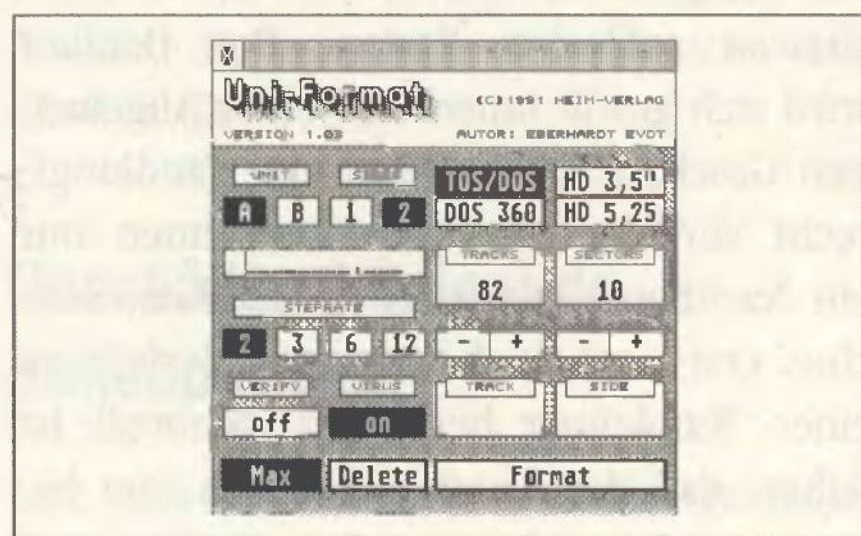 Uni-Format
(C)1991 HEIM-VERLAG
VERSION 1.03
AUTOR: EBERHARDT EVDT
UNIT SIDES TOS/DOS HD 3,5"
A B 1 2 DOS 360 HD 5,25
TRACKS SECTORS
82 10
STEPRATE
2 3 6 12 - + - +
VERIFY VIRUS TRACK SIDE
off on
Max Delete Format